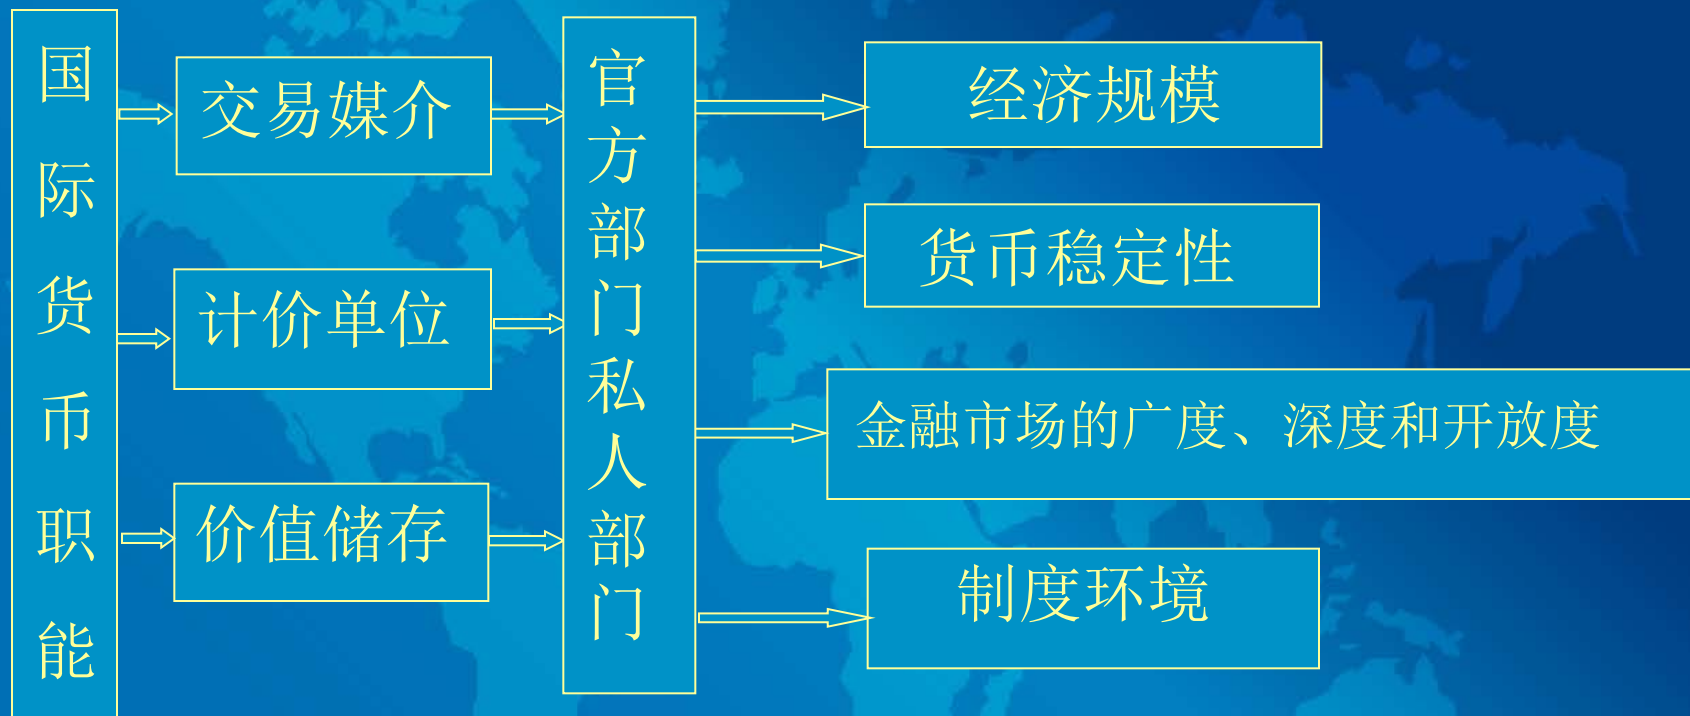 国际货币职能
交易媒介
计价单位
价值储存
官方部门私人部门
经济规模
货币稳定性
金融市场的广度、深度和开放度
制度环境